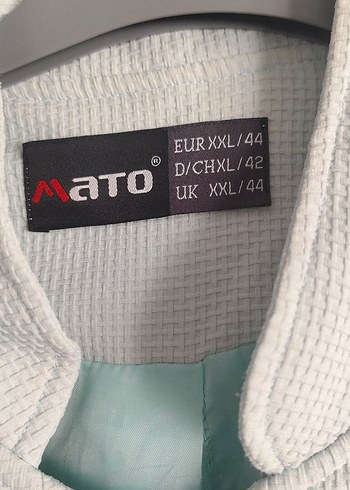 MATO®
EUR XXL/44
D/CH XL/42
UK XXL/44